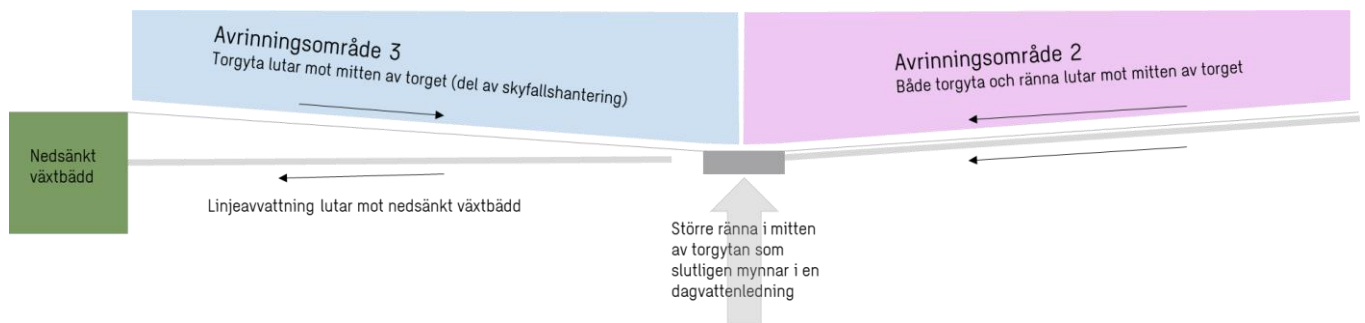 Avrinningsområde 3
Torgyta lutar mot mitten av torget (del av skyfallshantering)
Avrinningsområde 2
Både torgyta och ränna lutar mot mitten av torget
Nedsänkt
växtbädd
Linjeavvattning lutar mot nedsänkt växtbädd
Större ränna i mitten
av torgytan som
slutligen mynnar i en
dagvattenledning